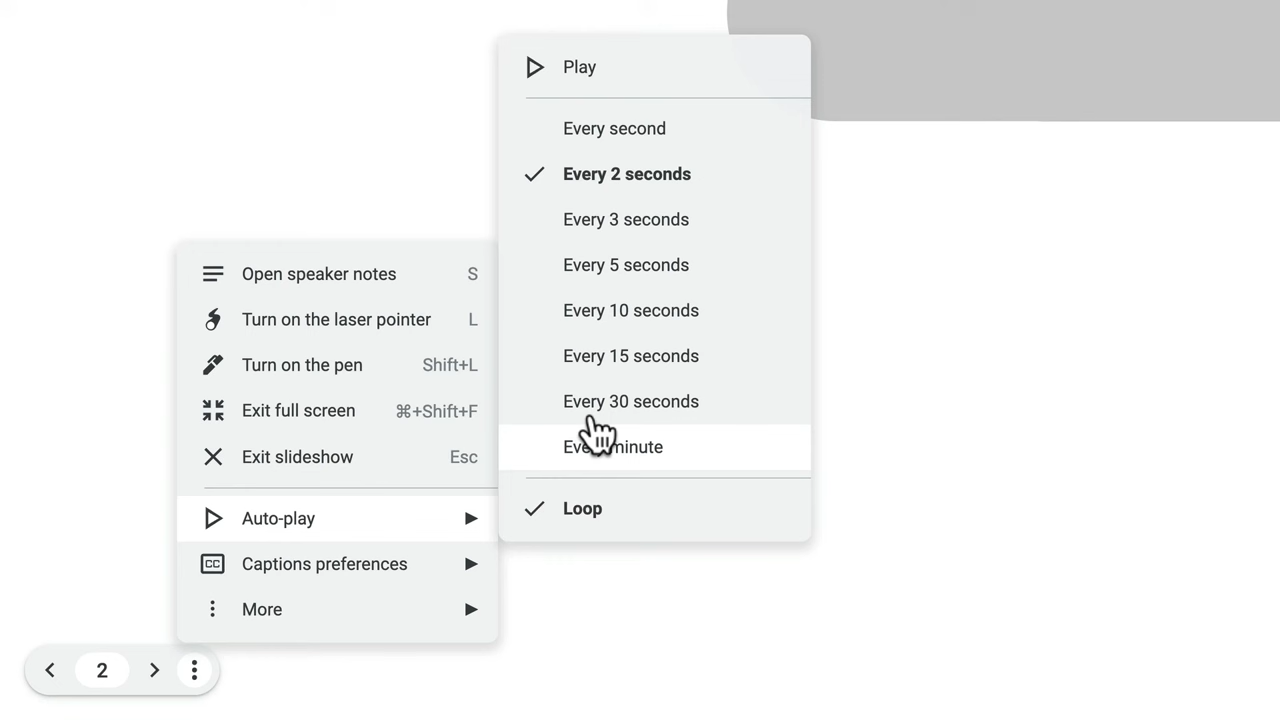 Play
Every second
Every 2 seconds
Every 3 seconds
Every 5 seconds
Every 10 seconds
Every 15 seconds
Every 30 seconds
minute
Loop
Open speaker notes S
Turn on the laser pointer L
Turn on the pen Shift+L
Exit full screen ⌘+Shift+F
Exit slideshow Esc
Auto-play
CC Captions preferences
More
2